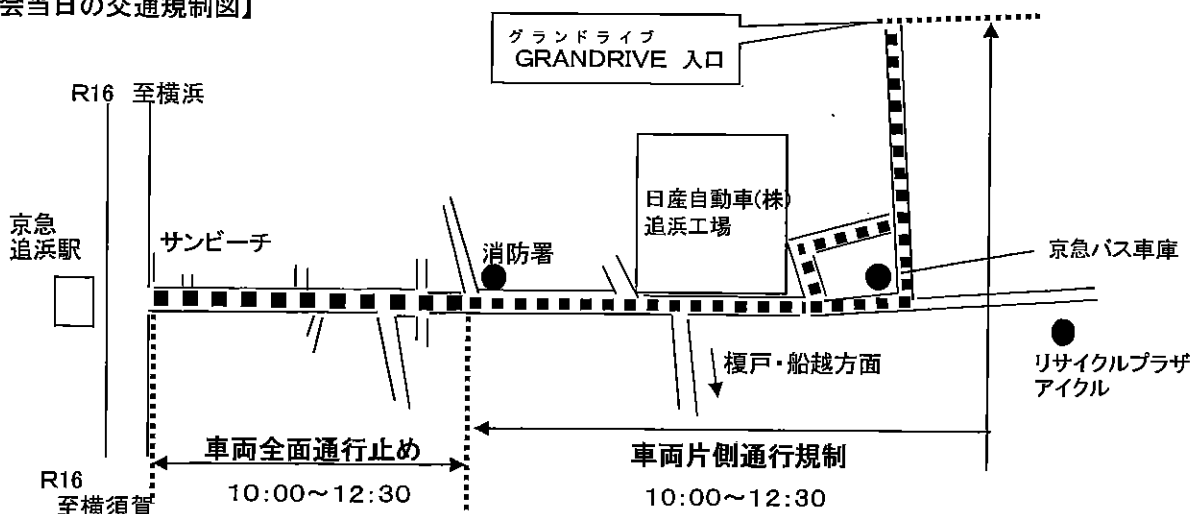 会当日の交通規制図】
グランドライブ
GRANDRIVE 入口
R16 至横浜
京急
追浜駅
サンビーチ
消防署
日産自動車(株)
追浜工場
京急バス車庫
榎戸・船越方面
リサイクルプラザ
アイクル
車両全面通行止め
10:00～12:30
車両片側通行規制
10:00～12:30
R16
至横須賀